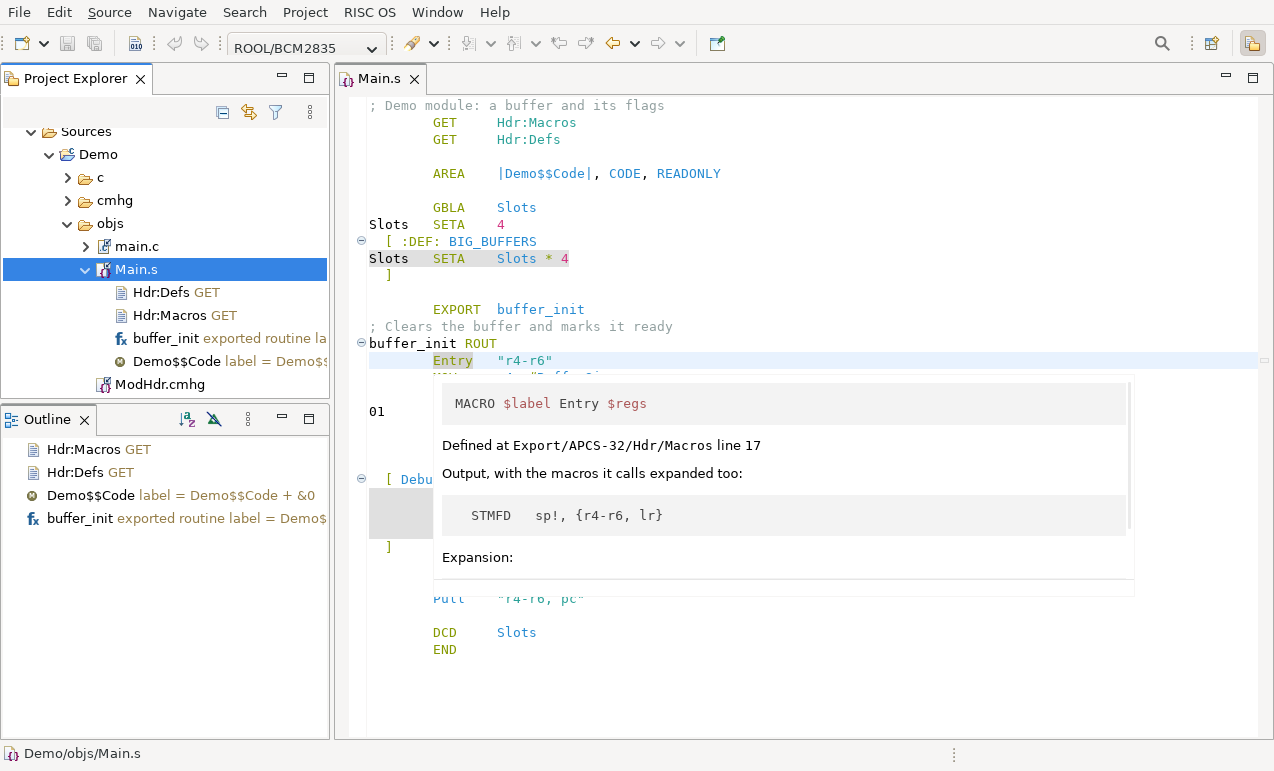 File Edit Source Navigate Search Project RISC OS Window Help
ROOL/BCM2835
Project Explorer
Sources
Demo
c
cmhg
objs
main.c
Main.s
Hdr:Defs GET
Hdr:Macros GET
buffer_init exported routine la
Demo$$Code label = Demo$$
ModHdr.cmhg
Outline
Hdr:Macros GET
Hdr:Defs GET
Demo$$Code label = Demo$$Code + &0
buffer_init exported routine label = Demo$
Main.s
; Demo module: a buffer and its flags
GET Hdr:Macros
GET Hdr:Defs
AREA |Demo$$Code|, CODE, READONLY
GBLA Slots
Slots SETA 4
[ :DEF: BIG_BUFFERS
Slots SETA Slots * 4
]
EXPORT buffer_init
; Clears the buffer and marks it ready
buffer_init ROUT
Entry "r4-r6"
MACRO $label Entry $regs
01
Defined at Export/APCS-32/Hdr/Macros line 17
Output, with the macros it calls expanded too:
[ Debu
STMFD sp!, {r4-r6, lr}
]
Expansion:
Pull "r4-r6, pc"
DCD Slots
END
Demo/objs/Main.s